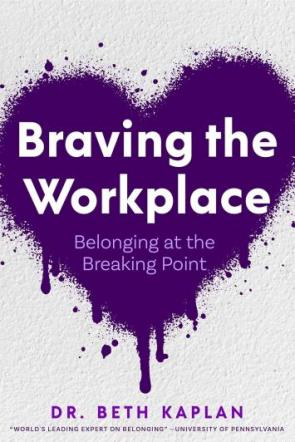 Braving the
Workplace
Belonging at the
Breaking Point
DR. BETH KAPLAN
"WORLD'S LEADING EXPERT ON BELONGING" –UNIVERSITY OF PENNSYLVANIA